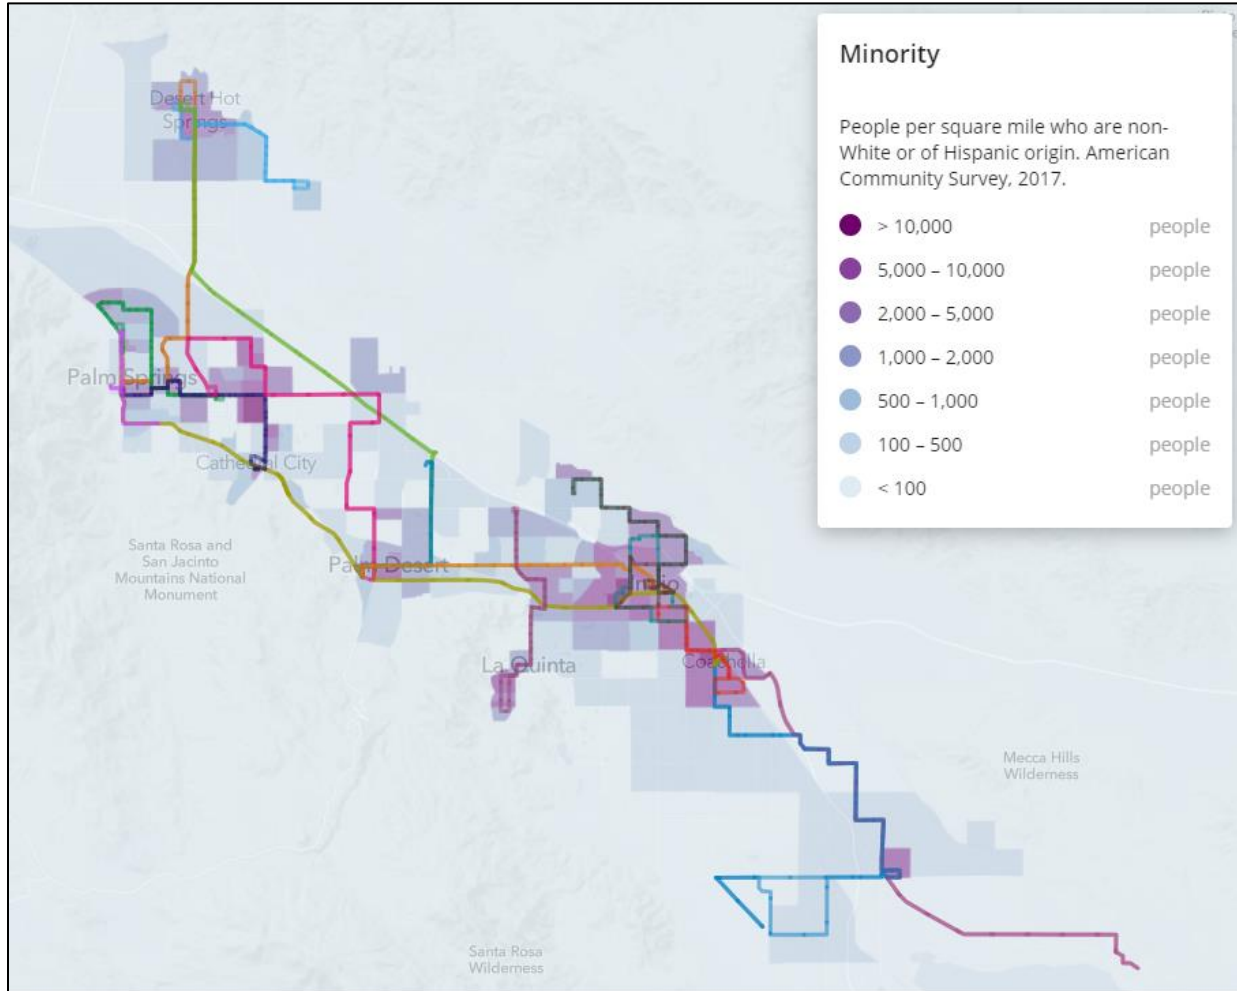 Minority
People per square mile who are non-
White or of Hispanic origin. American
Community Survey, 2017.
> 10,000 people
5,000 – 10,000 people
2,000 – 5,000 people
1,000 – 2,000 people
500 – 1,000 people
100 – 500 people
< 100 people
Desert Hot
Springs
Palm Springs
Cathedral City
Santa Rosa and
San Jacinto
Mountains National
Monument
Palm Desert
Indio
La Quinta
Coachella
Mecca Hills
Wilderness
Santa Rosa
Wilderness